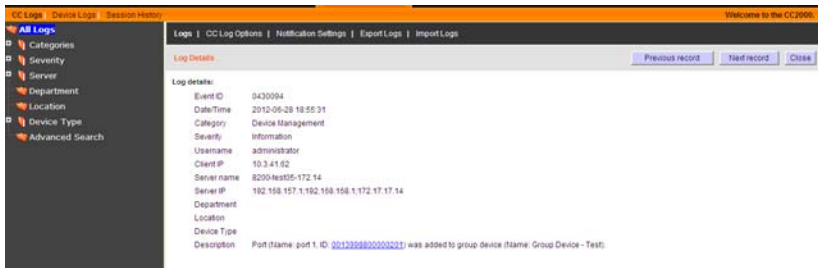 CC Logs | Device Logs | Session History
Welcome to the CC2000.
All Logs
Categories
Severity
Server
Department
Location
Device Type
Advanced Search
Logs | CC Log Options | Notification Settings | Export Logs | Import Logs
Log Details
Previous record
Next record
Close
Log details:
Event ID 0430094
Date/Time 2012-06-28 18:55:31
Category Device Management
Severity Information
Username administrator
Client IP 10.3.41.62
Server name 8200-test05-172.14
Server IP 192.168.157.1;192.168.158.1;172.17.17.14
Department
Location
Device Type
Description Port (Name: port 1, ID: 0013998800000201) was added to group device (Name: Group Device - Test).